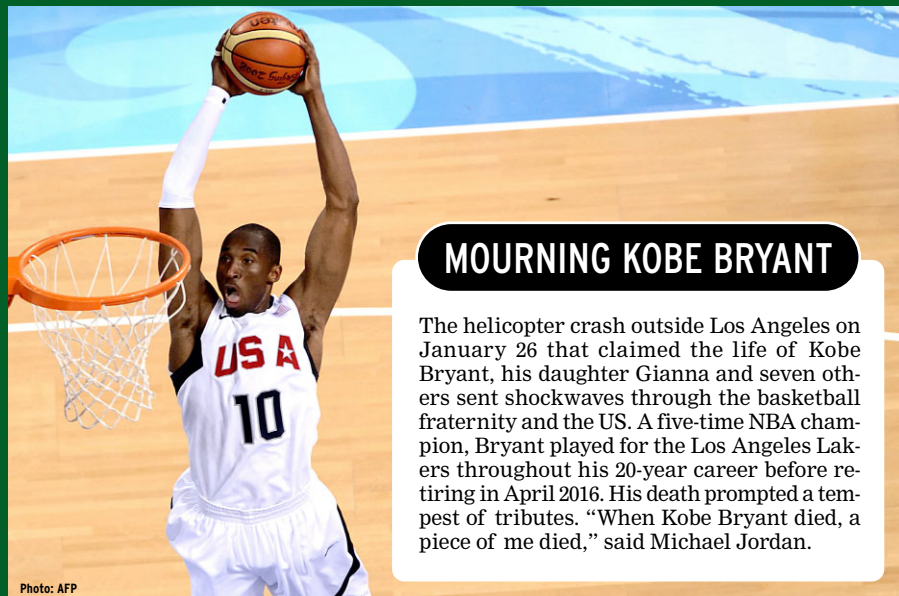 USA
10
MOURNING KOBE BRYANT
The helicopter crash outside Los Angeles on
January 26 that claimed the life of Kobe
Bryant, his daughter Gianna and seven oth-
ers sent shockwaves through the basketball
fraternity and the US. A five-time NBA cham-
pion, Bryant played for the Los Angeles Lak-
ers throughout his 20-year career before re-
tiring in April 2016. His death prompted a tem-
pest of tributes. “When Kobe Bryant died, a
piece of me died,” said Michael Jordan.
Photo: AFP